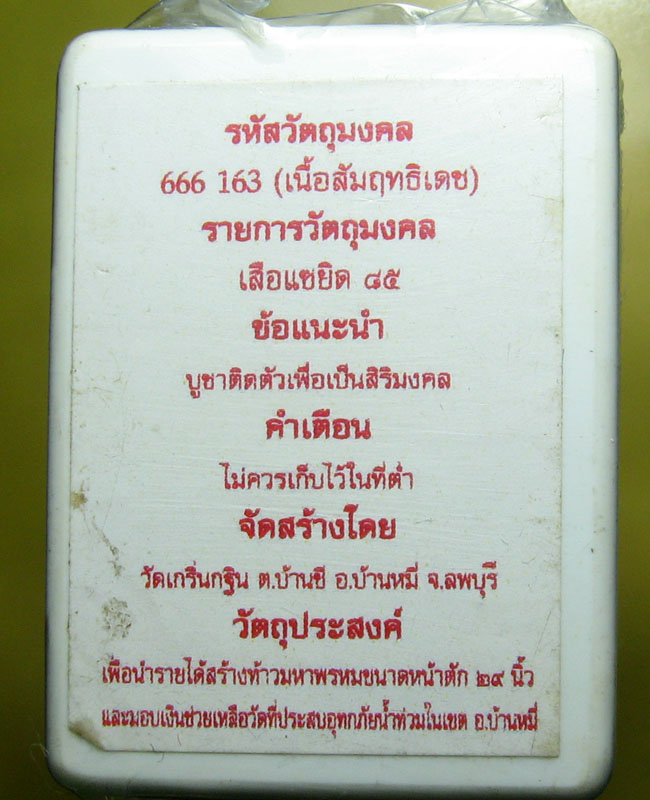 รหัสวัตถุมงคล
666 163 (เนื้อสัมฤทธิเดช)
รายการวัตถุมงคล
เสือแซยิด ๘๕
ข้อแนะนำ
บูชาติดตัวเพื่อเป็นสิริมงคล
คำเตือน
ไม่ควรเก็บไว้ในที่ต่ำ
จัดสร้างโดย
วัดเกริ่นกฐิน ต.บ้านชี อ.บ้านหมี่ จ.ลพบุรี
วัตถุประสงค์
เพื่อนำรายได้สร้างท้าวมหาพรหมขนาดหน้าตัก ๒๙ นิ้ว
และมอบเงินช่วยเหลือวัดที่ประสบอุทกภัยน้ำท่วมในเขต อ.บ้านหมี่